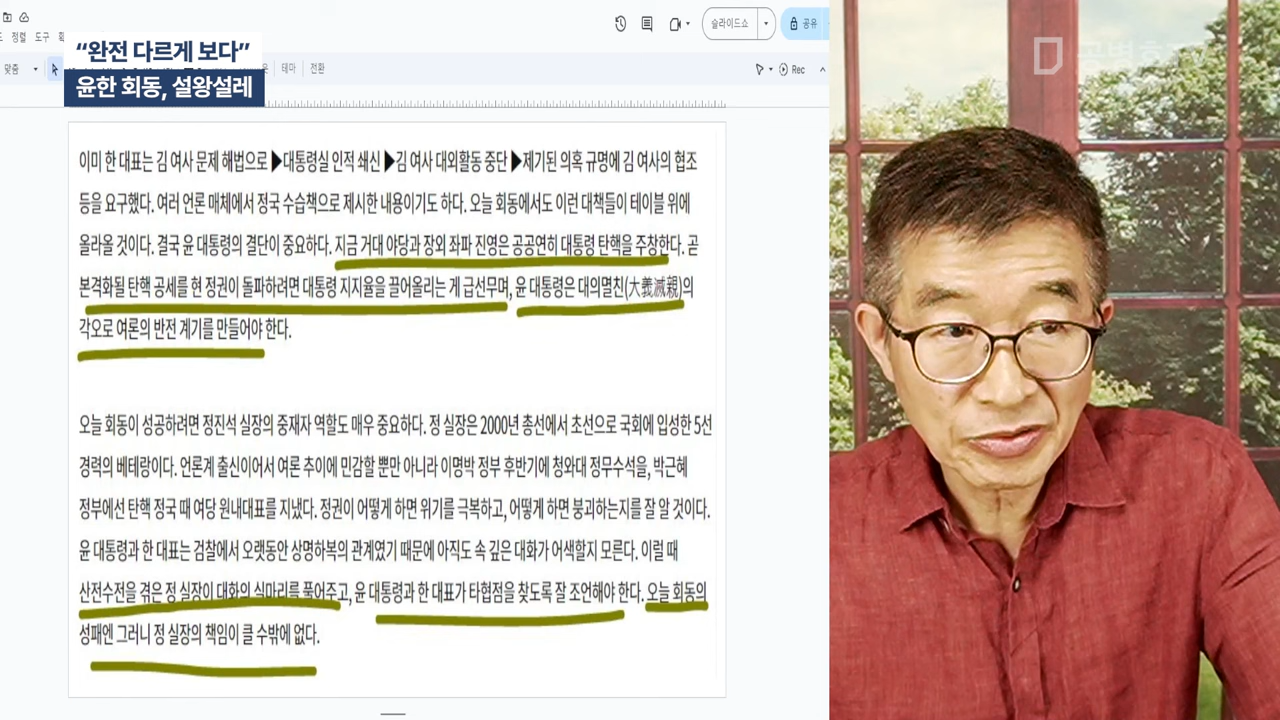 정렬 도구
슬라이드쇼
공유
“완전 다르게 보다”
윤한 회동, 설왕설레
맞춤
테마
전환
Rec
공병호TV
이미 한 대표는 김 여사 문제 해법으로 ▶대통령실 인적 쇄신 ▶김 여사 대외활동 중단 ▶제기된 의혹 규명에 김 여사의 협조
등을 요구했다. 여러 언론 매체에서 정국 수습책으로 제시한 내용이기도 하다. 오늘 회동에서도 이런 대책들이 테이블 위에
올라올 것이다. 결국 윤 대통령의 결단이 중요하다. 지금 거대 야당과 장외 좌파 진영은 공공연히 대통령 탄핵을 주창한다. 곧
본격화될 탄핵 공세를 현 정권이 돌파하려면 대통령 지지율을 끌어올리는 게 급선무며, 윤 대통령은 대의멸친(大義滅親)의
각오로 여론의 반전 계기를 만들어야 한다.
오늘 회동이 성공하려면 정진석 실장의 중재자 역할도 매우 중요하다. 정 실장은 2000년 총선에서 초선으로 국회에 입성한 5선
경력의 베테랑이다. 언론계 출신이어서 여론 추이에 민감할 뿐만 아니라 이명박 정부 후반기에 청와대 정무수석을, 박근혜
정부에선 탄핵 정국 때 여당 원내대표를 지냈다. 정권이 어떻게 하면 위기를 극복하고, 어떻게 하면 붕괴하는지를 잘 알 것이다.
윤 대통령과 한 대표는 검찰에서 오랫동안 상명하복의 관계였기 때문에 아직도 속 깊은 대화가 어색할지 모른다. 이럴 때
산전수전을 겪은 정 실장이 대화의 실마리를 풀어주고, 윤 대통령과 한 대표가 타협점을 찾도록 잘 조언해야 한다. 오늘 회동의
성패엔 그러니 정 실장의 책임이 클 수밖에 없다.